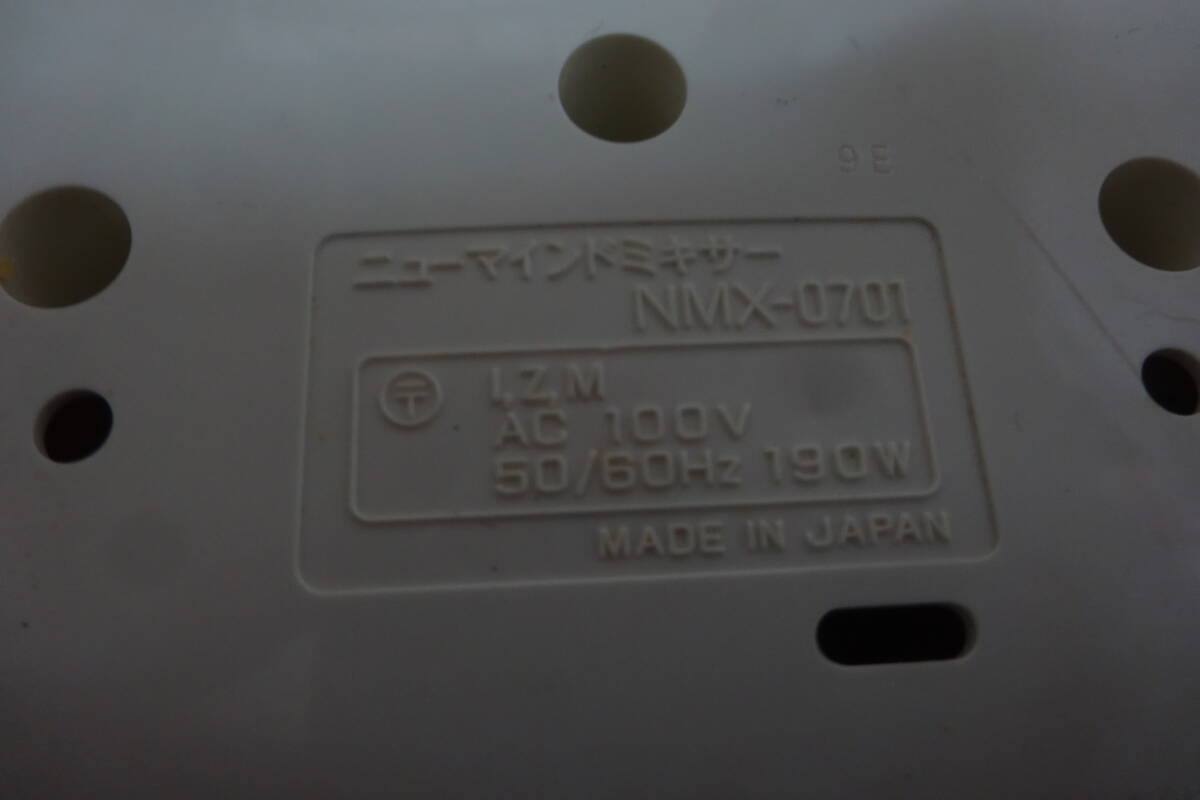 9E
ニューマインドミキサー
NMX-0701
〒 I,Z,M
AC 100V
50/60Hz 190W
MADE IN JAPAN